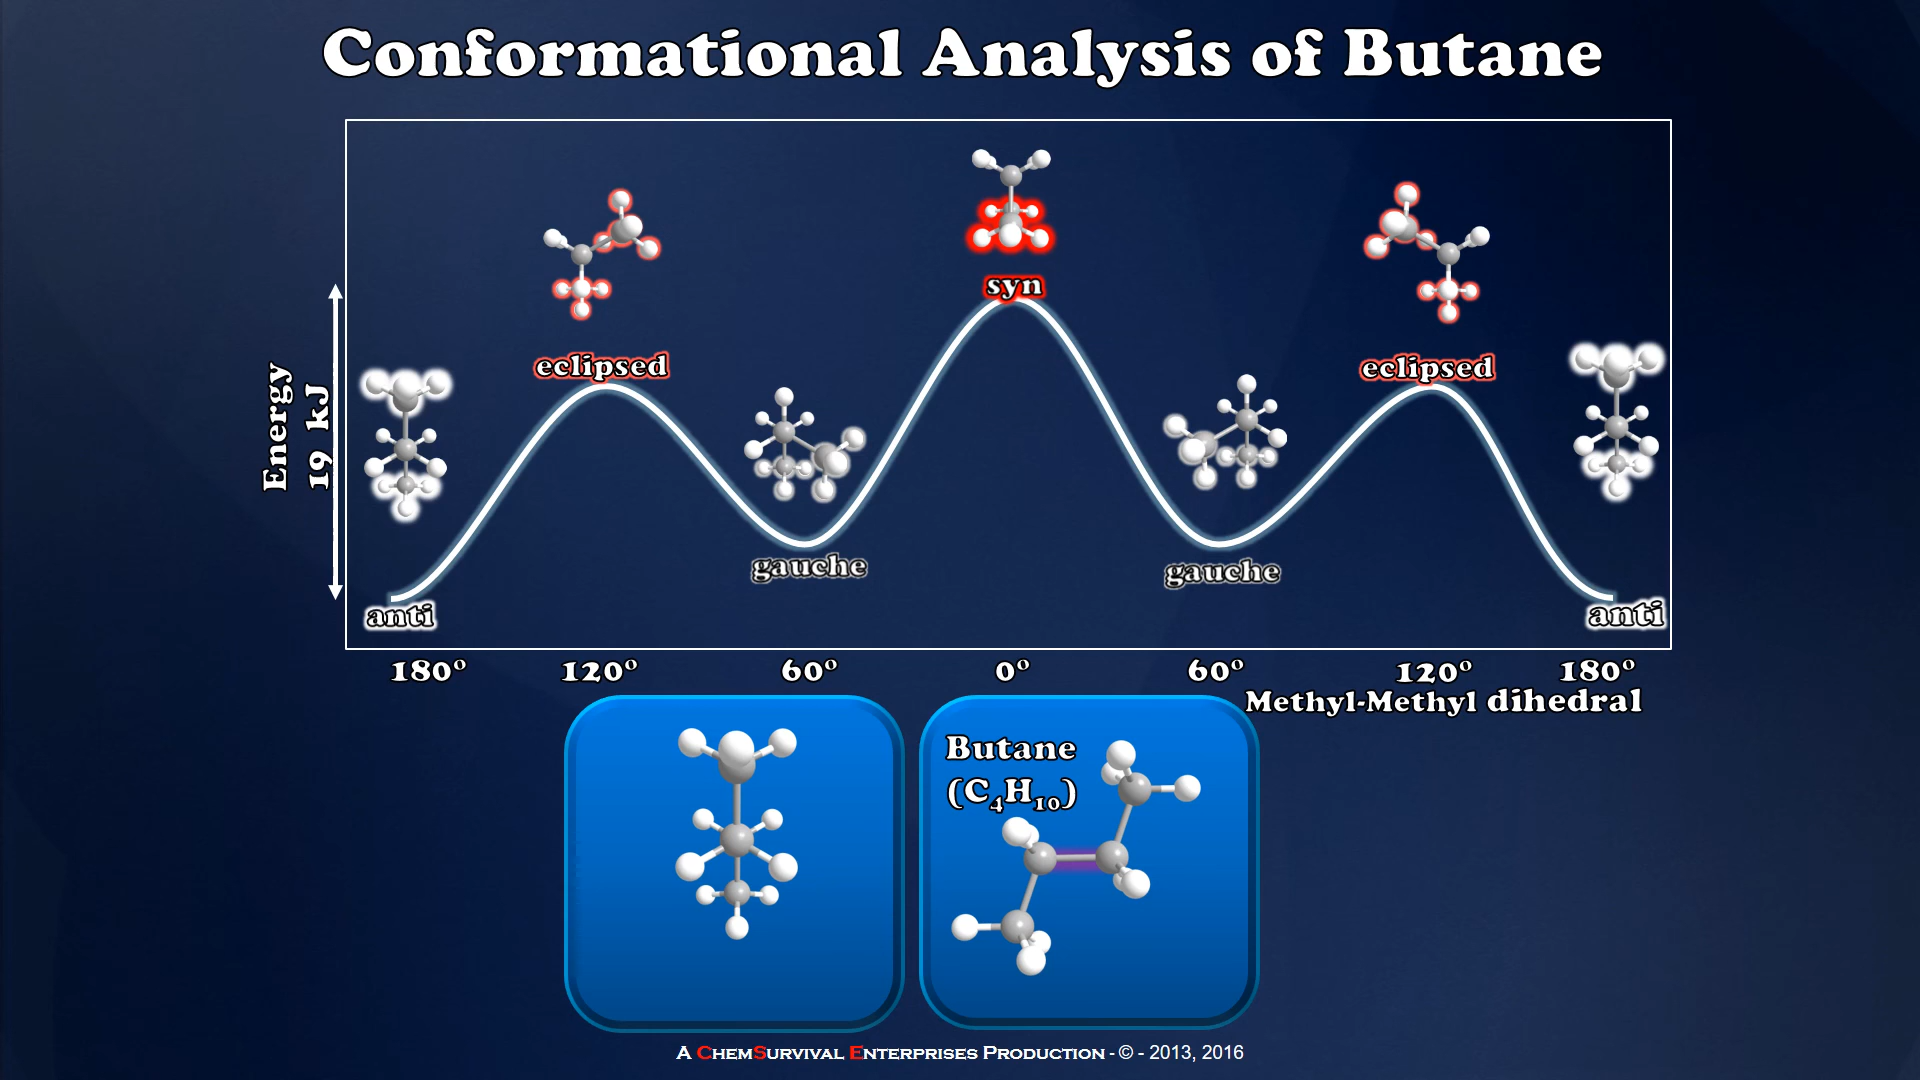 Conformational Analysis of Butane
syn
eclipsed
eclipsed
Energy
19 kJ
gauche
gauche
anti
anti
180° 120° 60° 0° 60° 120° 180°
Methyl-Methyl dihedral
Butane
(C₄H₁₀)
A ChemSurvival Enterprises Production - © - 2013, 2016